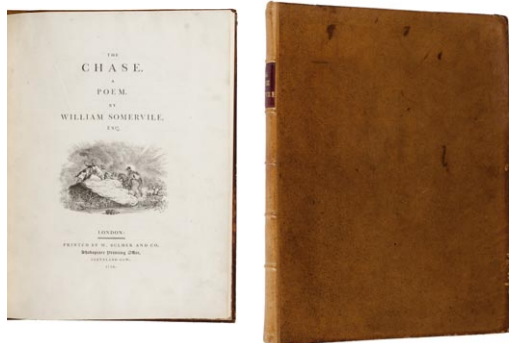 THE
CHASE.
A
POEM.
BY
WILLIAM SOMERVILE,
ESQ.
LONDON:
PRINTED BY W. BULMER AND CO.
Shakspeare Printing Office,
CLEVELAND-ROW.